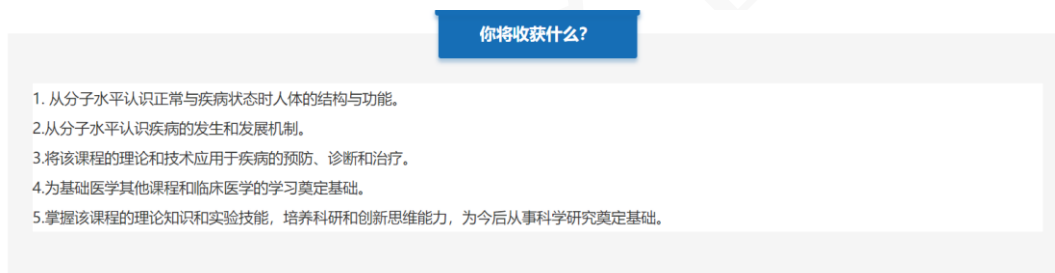 你将收获什么?
1. 从分子水平认识正常与疾病状态时人体的结构与功能。
2.从分子水平认识疾病的发生和发展机制。
3.将该课程的理论和技术应用于疾病的预防、诊断和治疗。
4.为基础医学其他课程和临床医学的学习奠定基础。
5.掌握该课程的理论知识和实验技能，培养科研和创新思维能力，为今后从事科学研究奠定基础。